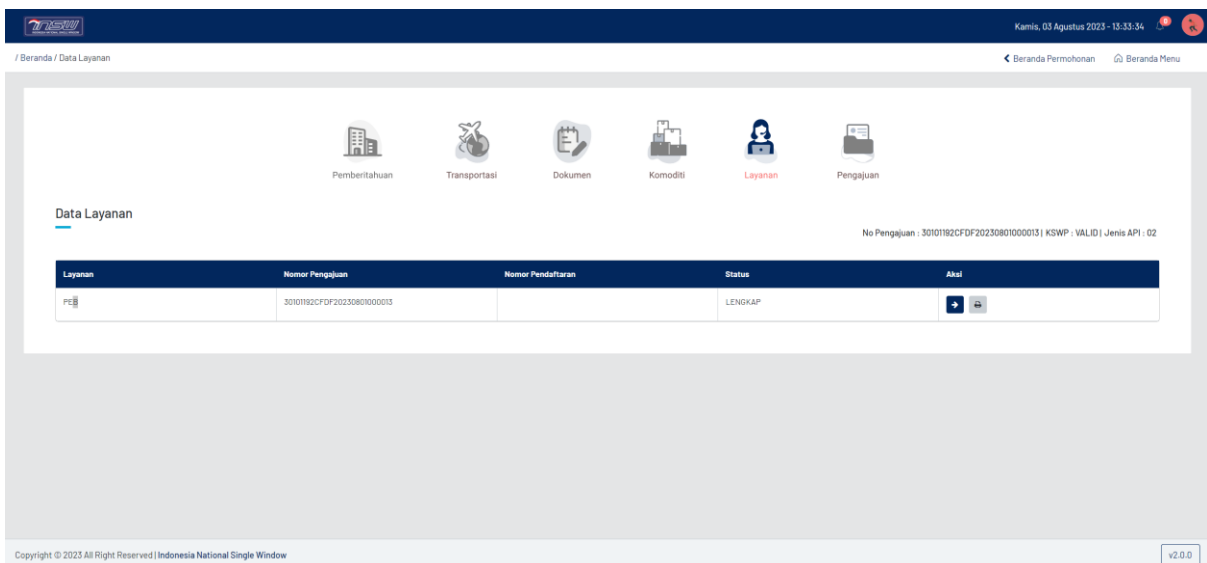 INSW
Kamis, 03 Agustus 2023 - 13:33:34
0
/ Beranda / Data Layanan
Beranda Permohonan
Beranda Menu
Pemberitahuan
Transportasi
Dokumen
Komoditi
Layanan
Pengajuan
Data Layanan
No Pengajuan : 30101192CFDF20230801000013 | KSWP : VALID | Jenis API : 02
Layanan Nomor Pengajuan Nomor Pendaftaran Status Aksi
PEB 30101192CFDF20230801000013 LENGKAP
Copyright © 2023 All Right Reserved | Indonesia National Single Window
v2.0.0